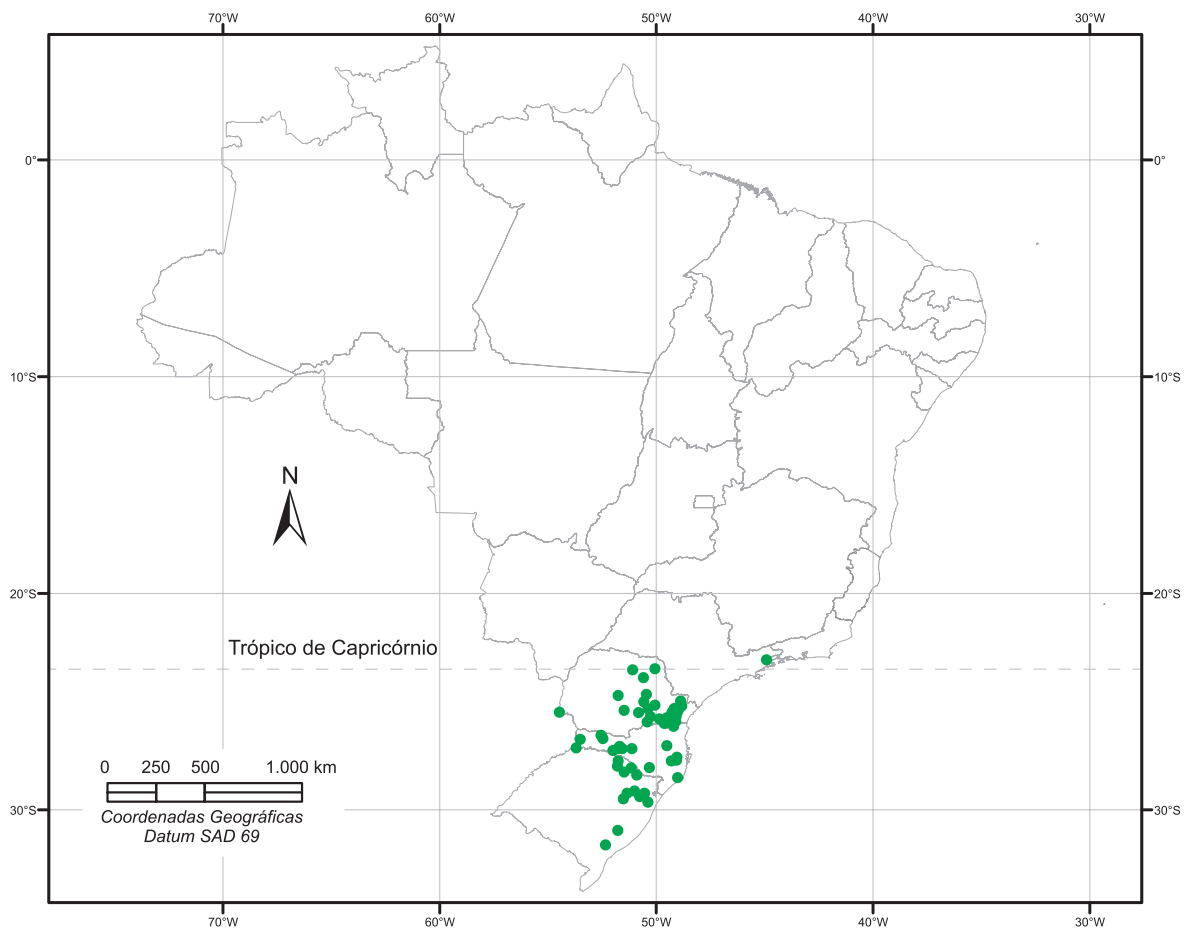 70°W 60°W 50°W 40°W 30°W
0° 0°
10°S 10°S
N
20°S 20°S
Trópico de Capricórnio
0 250 500 1.000 km
30°S 30°S
Coordenadas Geográficas
Datum SAD 69
70°W 60°W 50°W 40°W 30°W